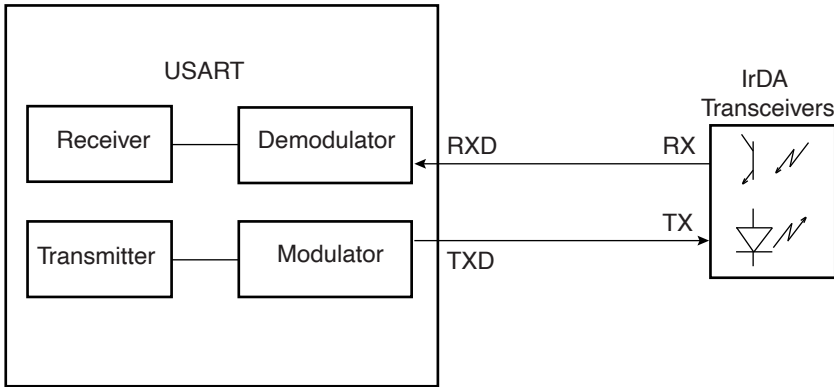 USART
IrDA
Transceivers
Receiver
Demodulator
RXD
RX
Transmitter
Modulator
TXD
TX